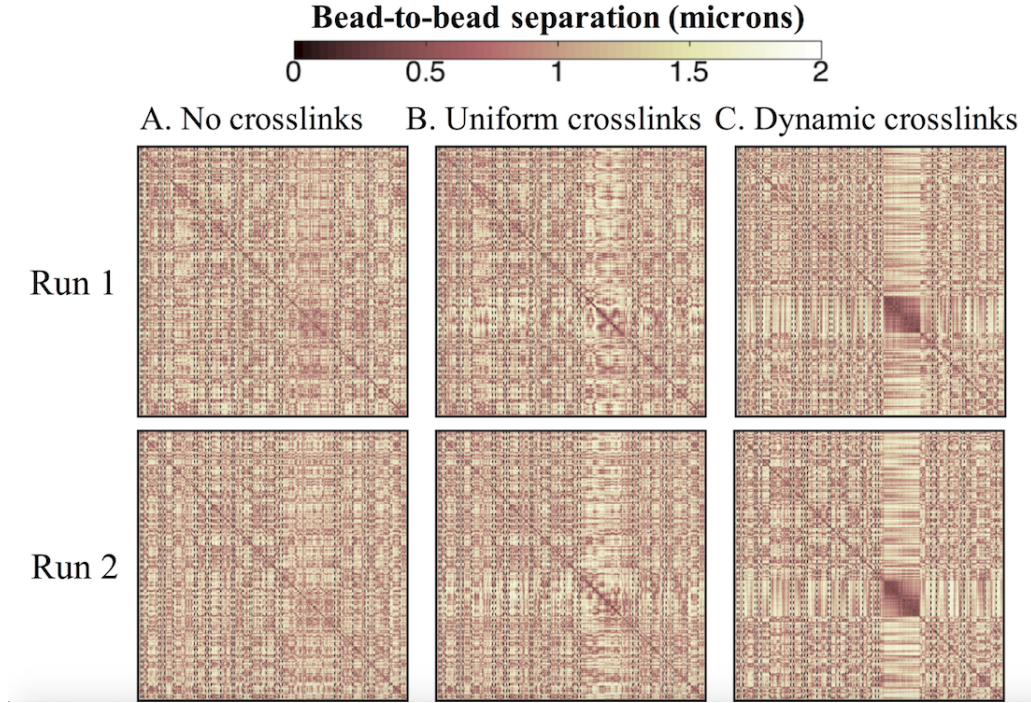 Bead-to-bead separation (microns)
0 0.5 1 1.5 2
A. No crosslinks B. Uniform crosslinks C. Dynamic crosslinks
Run 1
Run 2